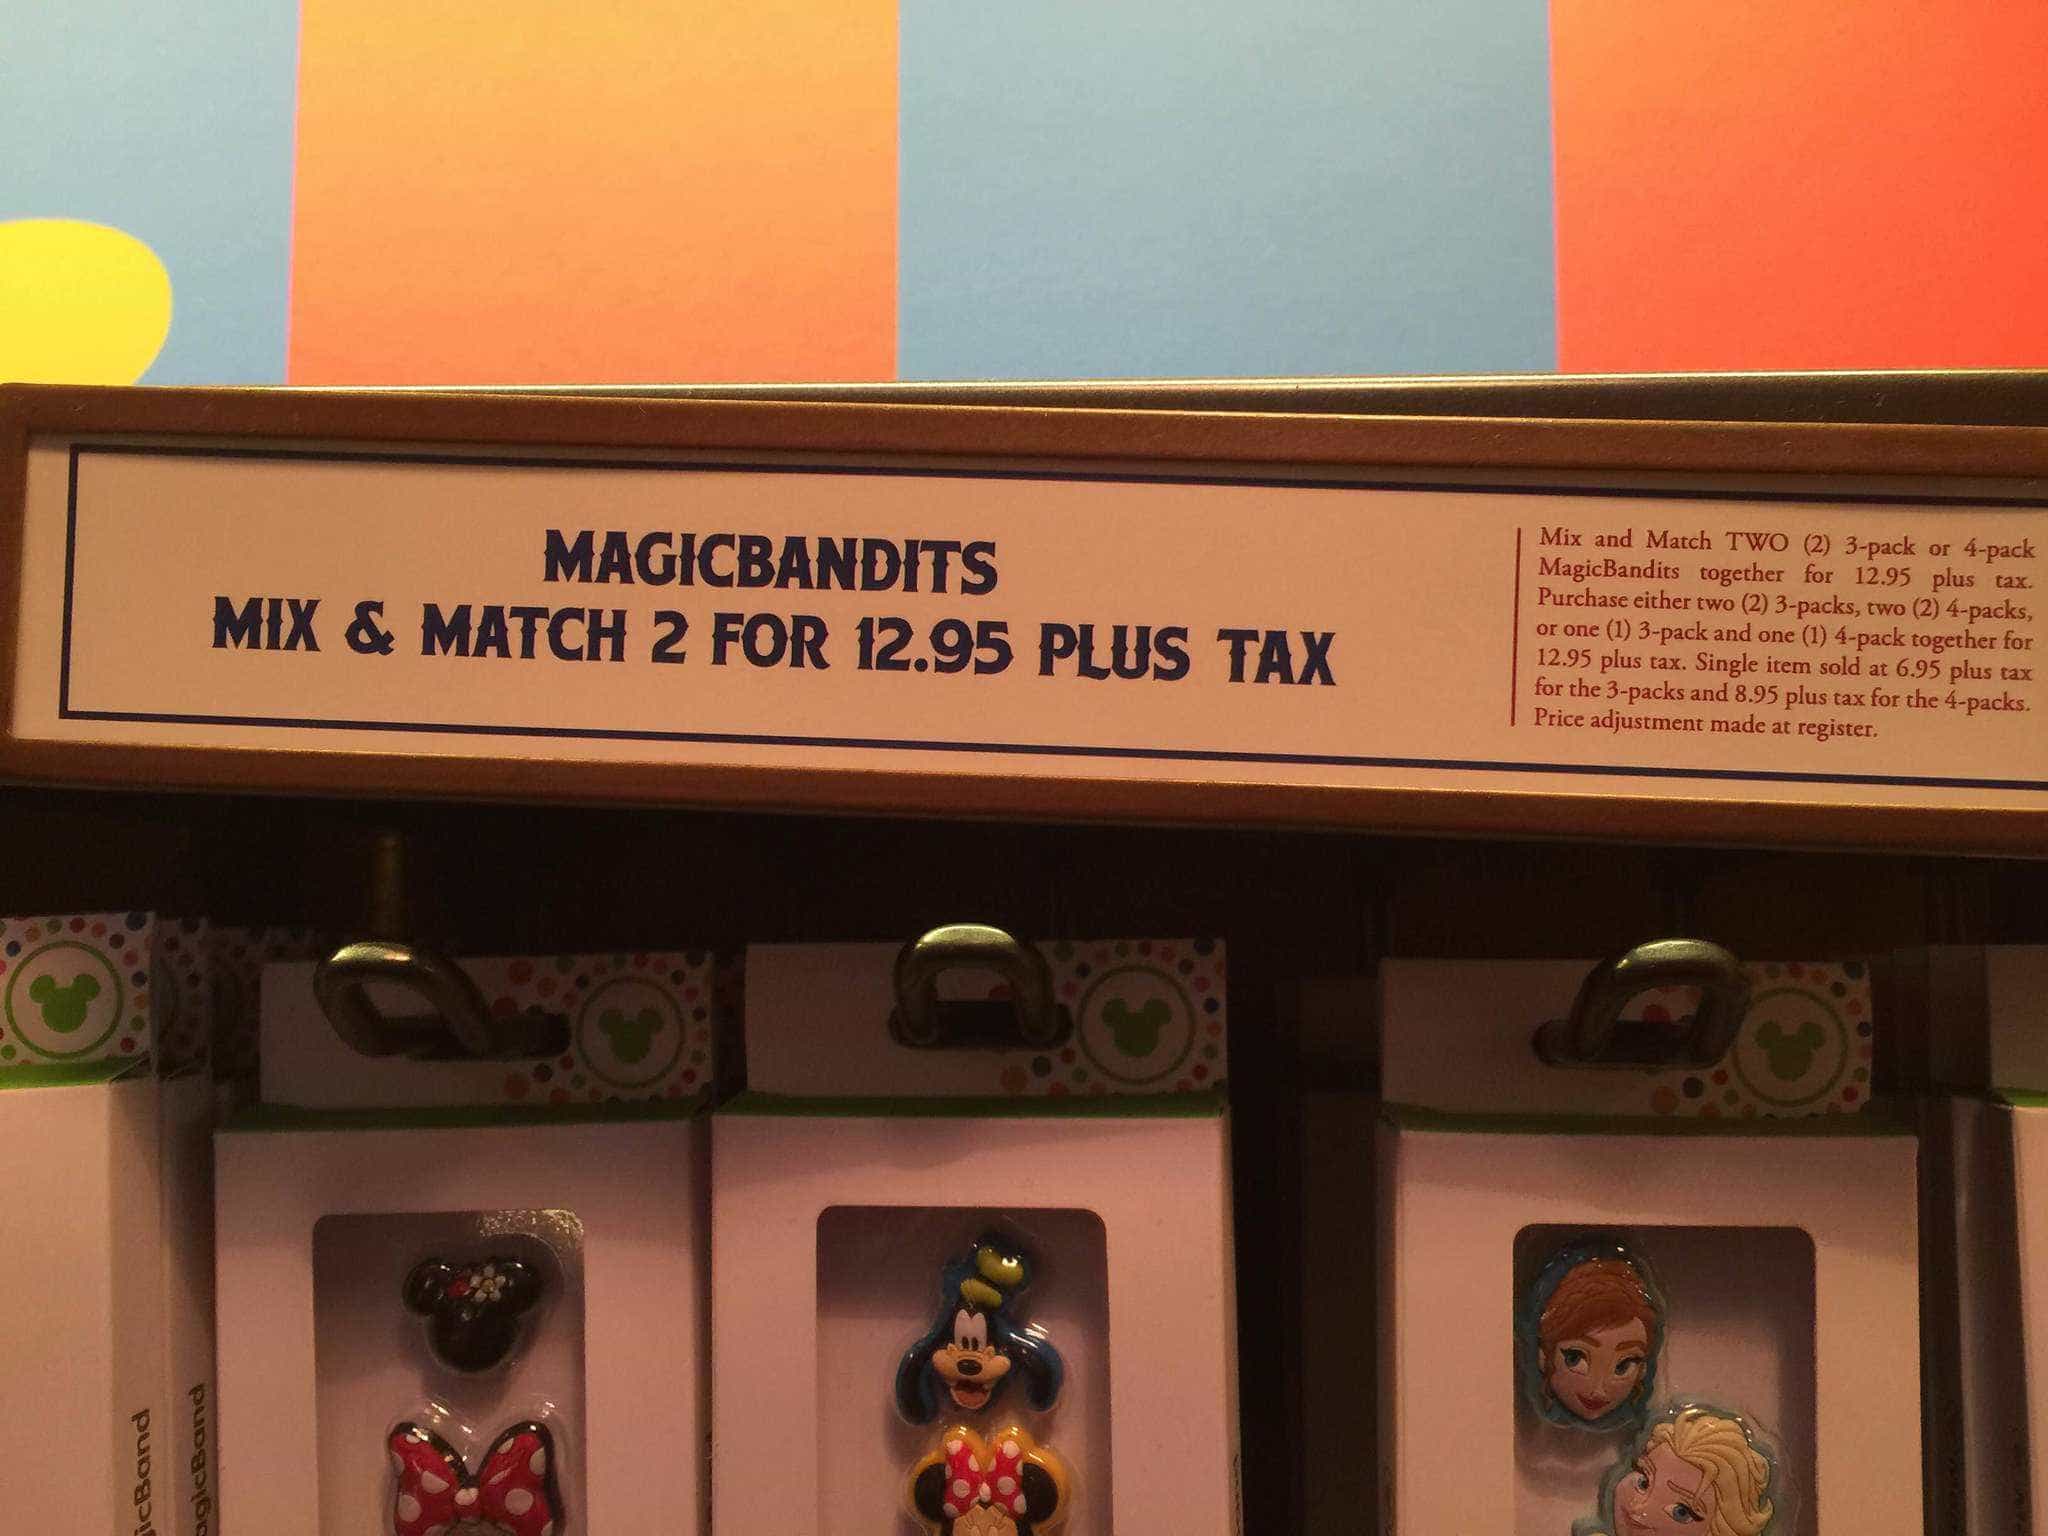 MAGICBANDITS
MIX & MATCH 2 FOR 12.95 PLUS TAX
Mix and Match TWO (2) 3-pack or 4-pack
MagicBandits together for 12.95 plus tax.
Purchase either two (2) 3-packs, two (2) 4-packs,
or one (1) 3-pack and one (1) 4-pack together for
12.95 plus tax. Single item sold at 6.95 plus tax
for the 3-packs and 8.95 plus tax for the 4-packs.
Price adjustment made at register.
icBand
agicBand